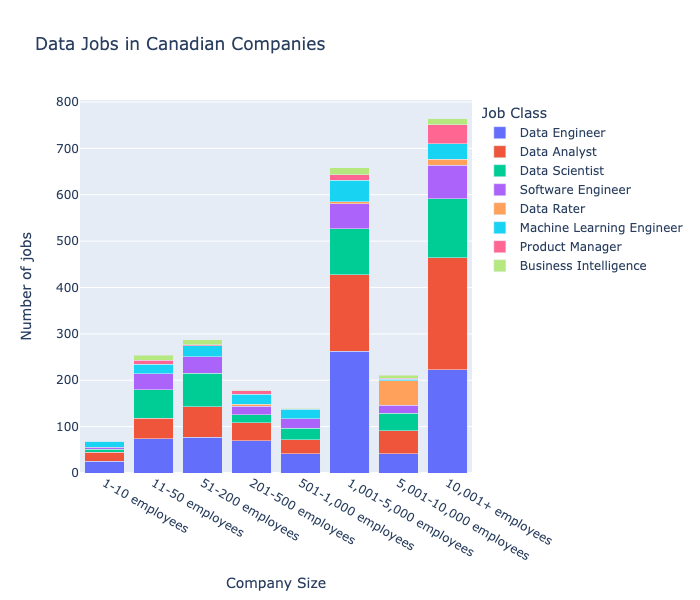 Data Jobs in Canadian Companies
800
700
600
500
400
300
200
100
0
Number of jobs
1-10 employees
11-50 employees
51-200 employees
201-500 employees
501-1,000 employees
1,001-5,000 employees
5,001-10,000 employees
10,001+ employees
Company Size
Job Class
Data Engineer
Data Analyst
Data Scientist
Software Engineer
Data Rater
Machine Learning Engineer
Product Manager
Business Intelligence